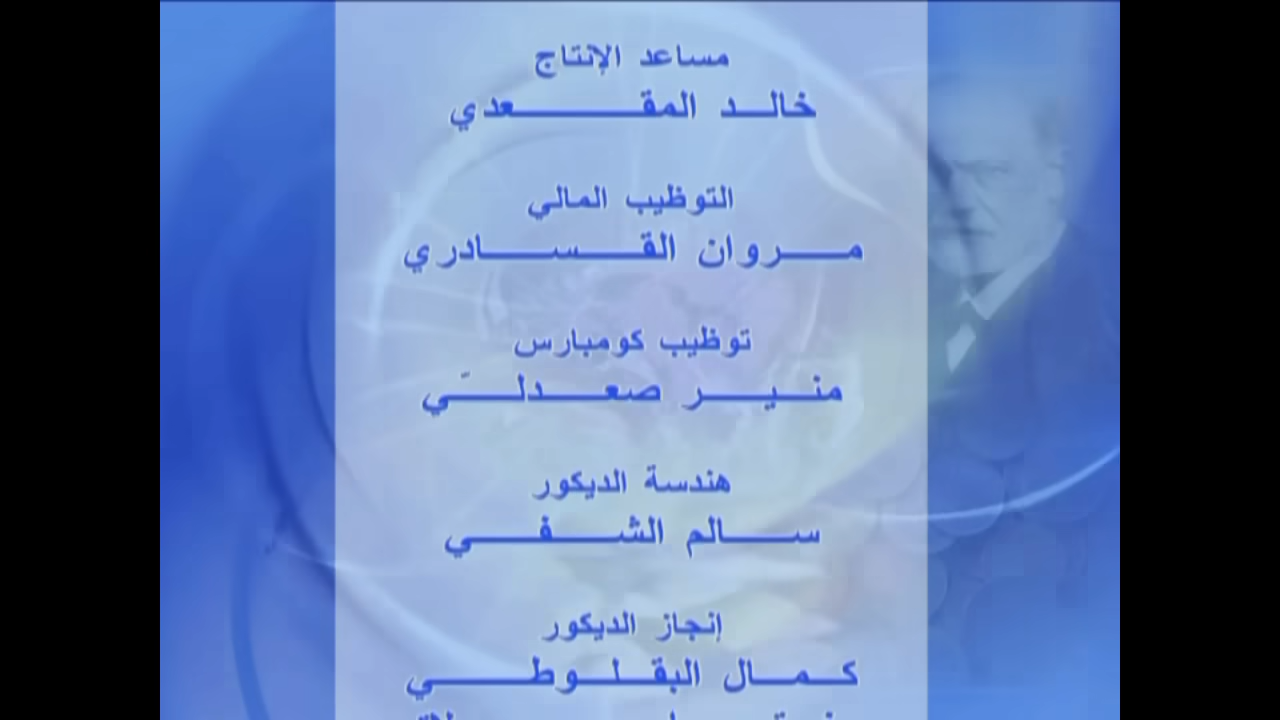 مساعد الإنتاج
خالد المقعدي
التوظيب المالي
مروان القسادري
توظيب كومبارس
منير صعدلّي
هندسة الديكور
سالم الشفي
إنجاز الديكور
كمال البقلوطي